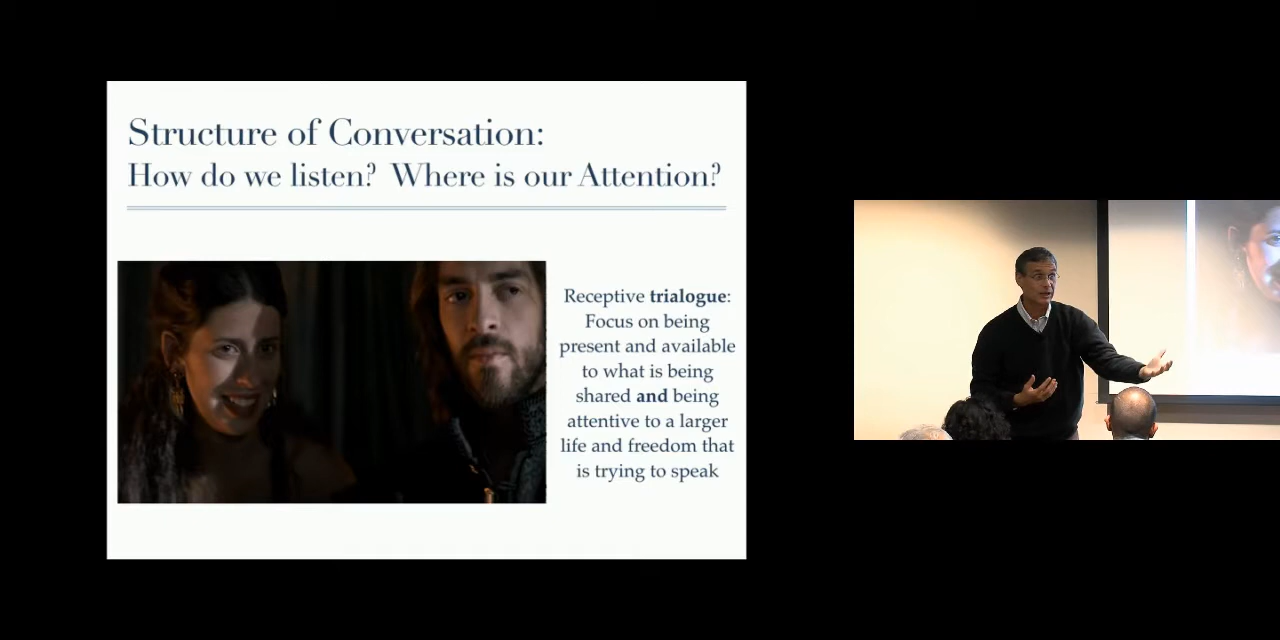 Structure of Conversation:
How do we listen? Where is our Attention?
Receptive trialogue:
Focus on being
present and available
to what is being
shared and being
attentive to a larger
life and freedom that
is trying to speak